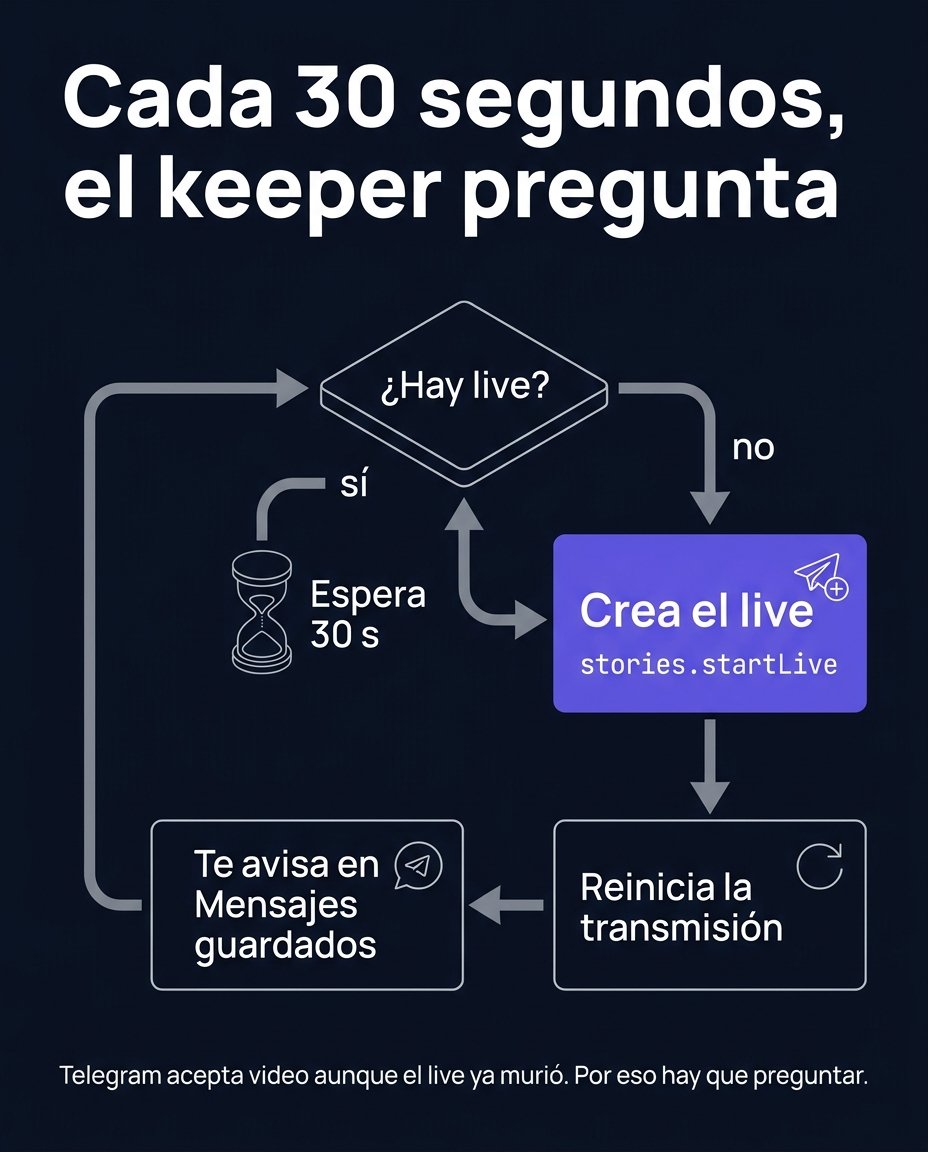 Cada 30 segundos,
el keeper pregunta
¿Hay live?
no
sí
Espera
30 s
Crea el live
stories.startLive
Te avisa en
Mensajes
guardados
Reinicia la
transmisión
Telegram acepta video aunque el live ya murió. Por eso hay que preguntar.